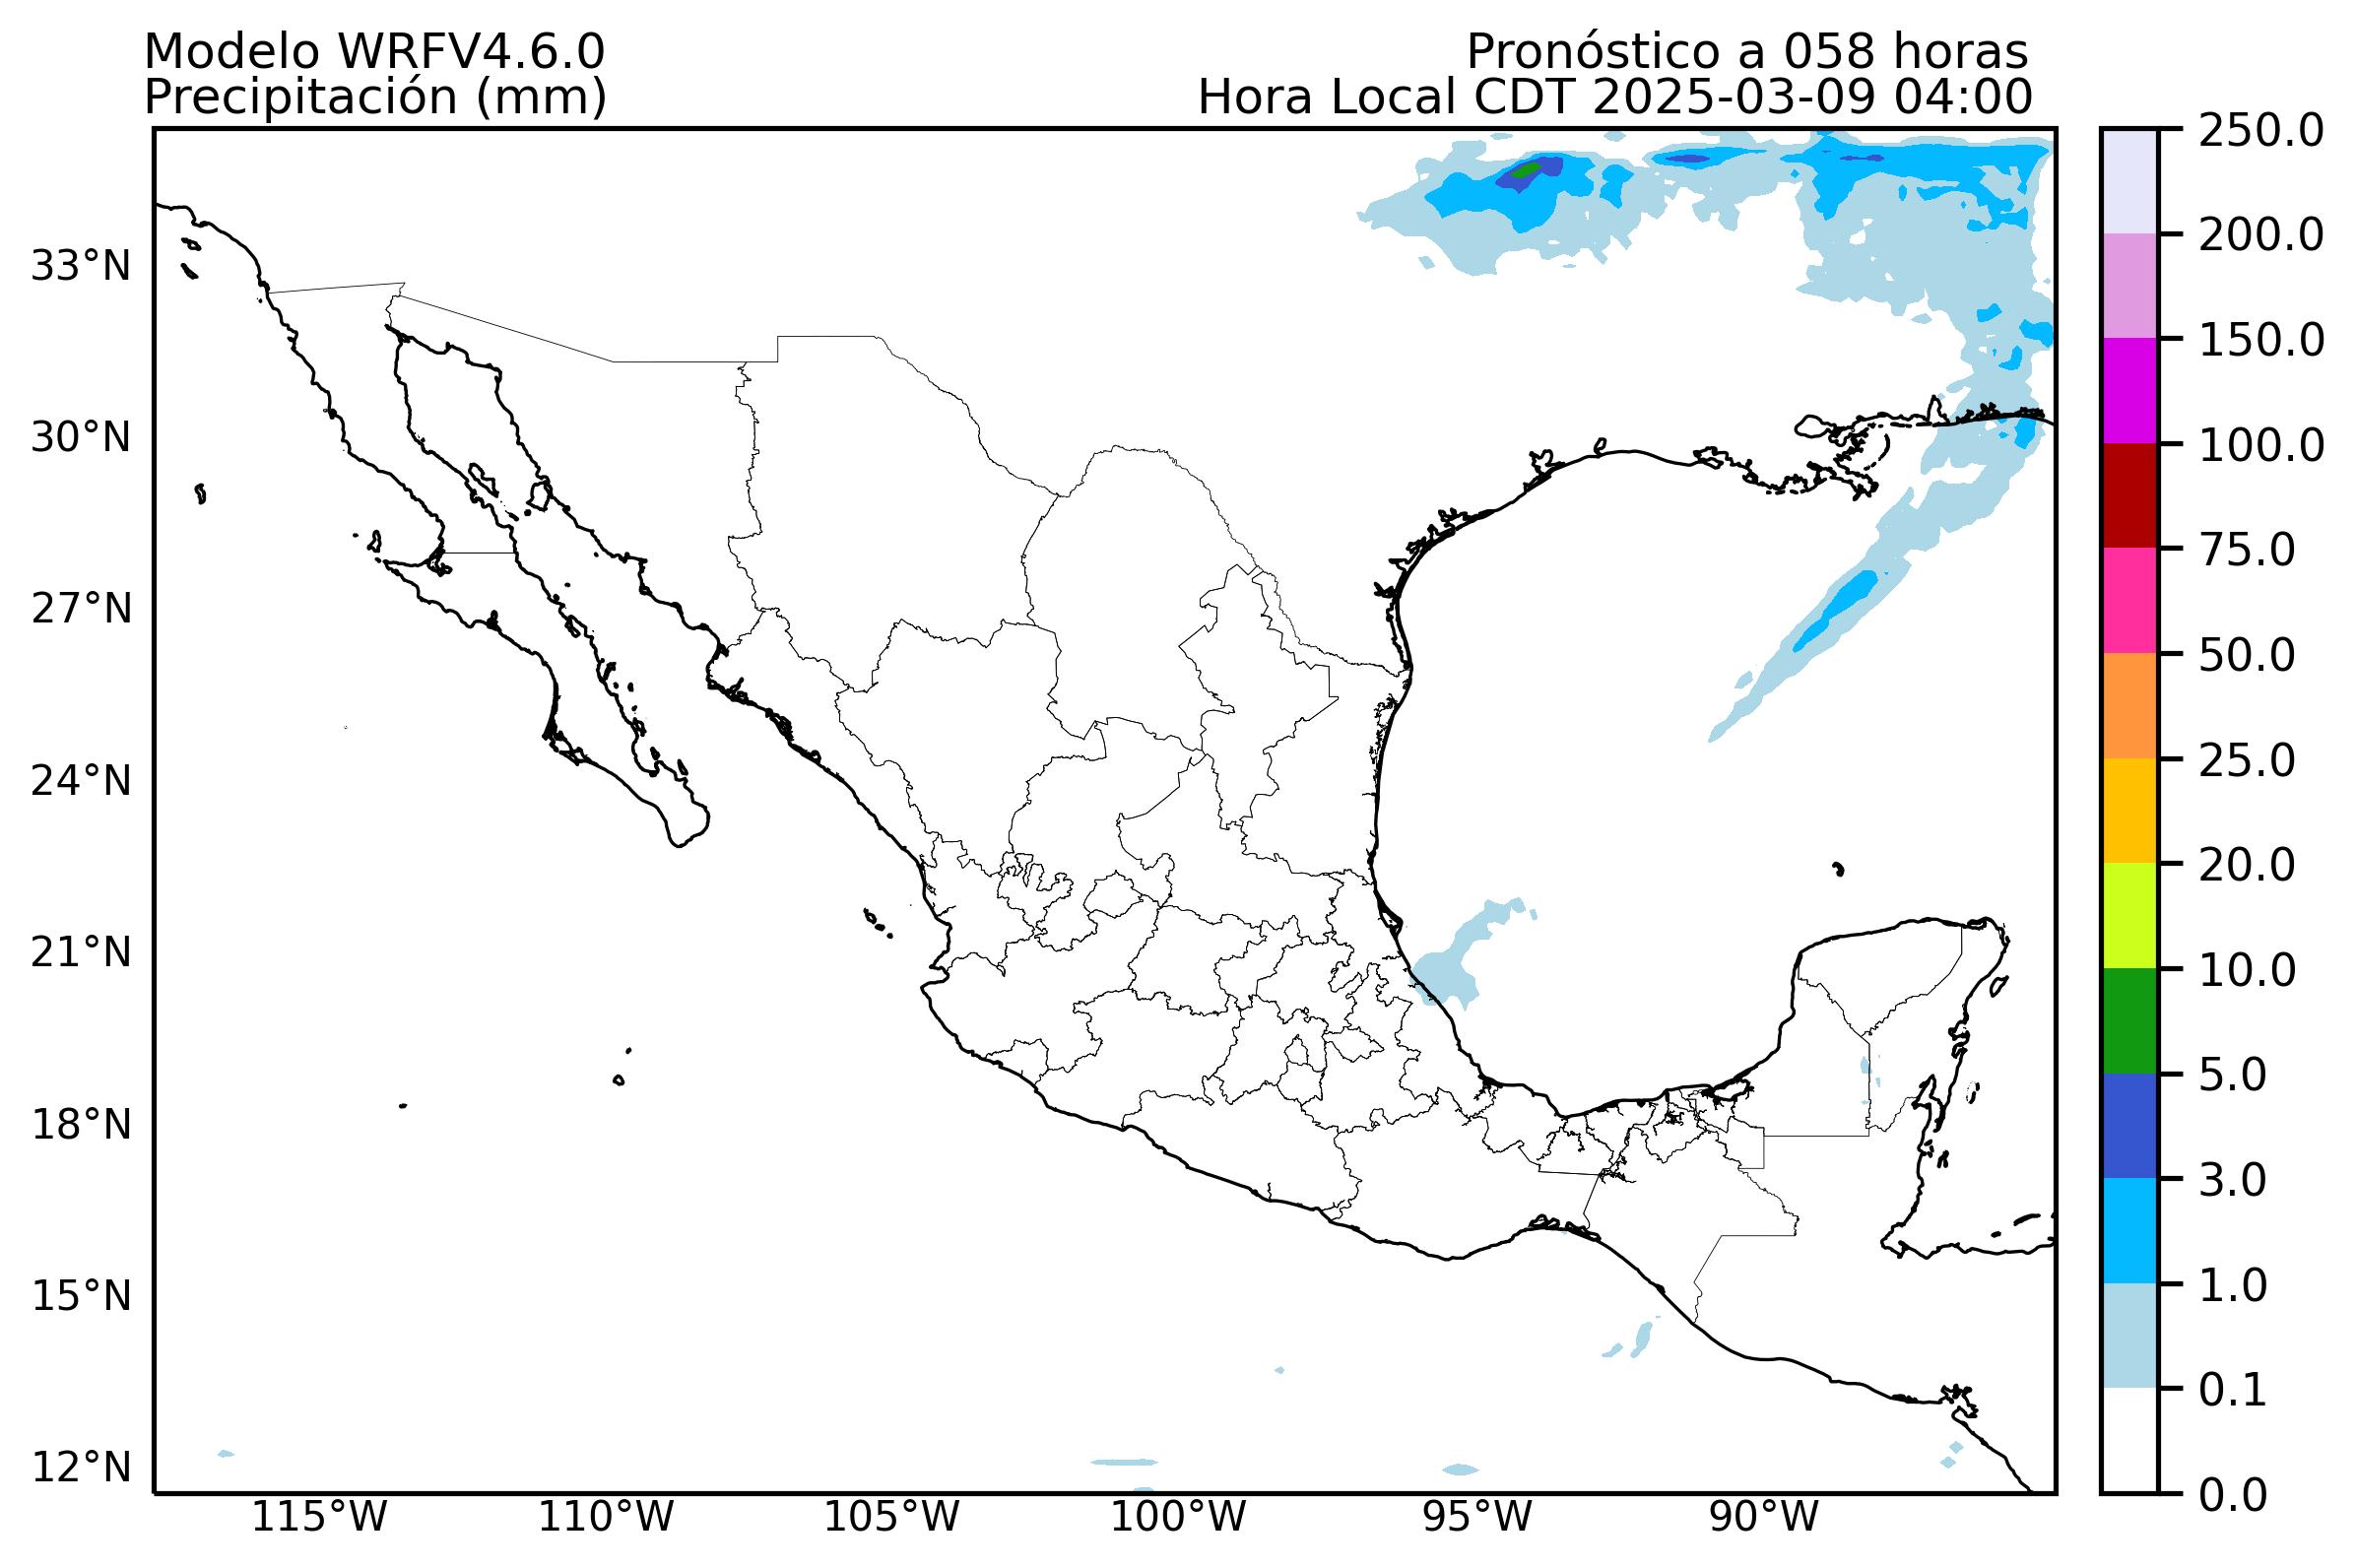 Modelo WRFV4.6.0
Pronóstico a 058 horas
Precipitación (mm)
Hora Local CDT 2025-03-09 04:00
33°N
30°N
27°N
24°N
21°N
18°N
15°N
12°N
115°W
110°W
105°W
100°W
95°W
90°W
250.0
200.0
150.0
100.0
75.0
50.0
25.0
20.0
10.0
5.0
3.0
1.0
0.1
0.0